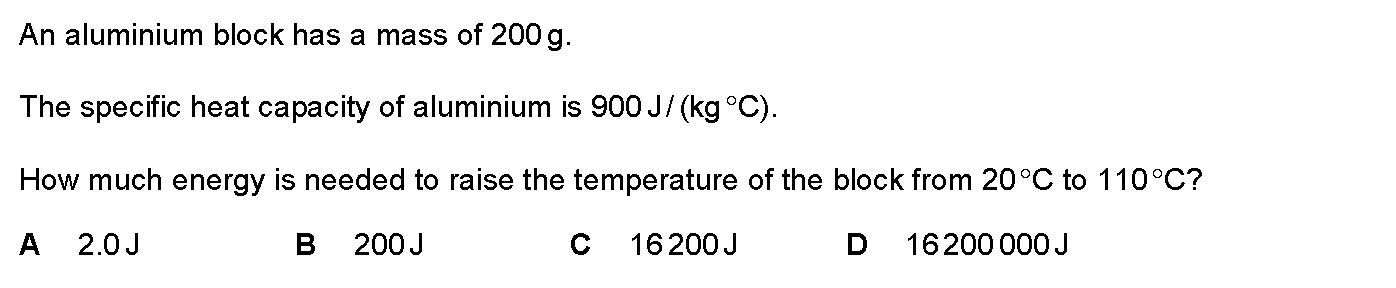 An aluminium block has a mass of 200 g.
The specific heat capacity of aluminium is 900 J / (kg °C).
How much energy is needed to raise the temperature of the block from 20 °C to 110 °C?
A 2.0 J B 200 J C 16 200 J D 16 200 000 J